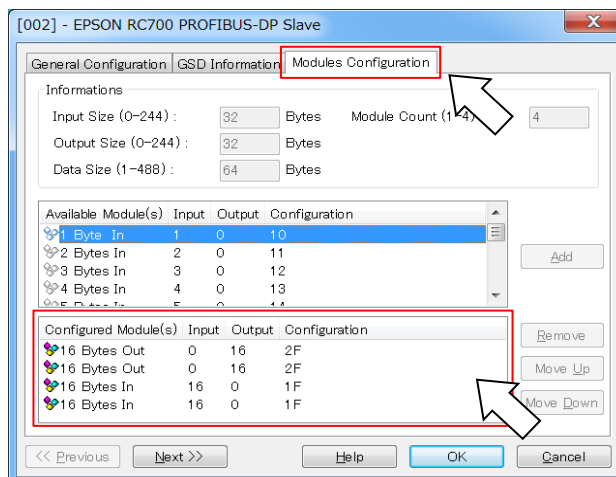 [002] - EPSON RC700 PROFIBUS-DP Slave
General Configuration GSD Information Modules Configuration
Informations
Input Size (0-244) : 32 Bytes Module Count (1-4) 4
Output Size (0-244) : 32 Bytes
Data Size (1-488) : 64 Bytes
Available Module(s) Input Output Configuration
1 Byte In 1 0 10
2 Bytes In 2 0 11
3 Bytes In 3 0 12
4 Bytes In 4 0 13
Add
Configured Module(s) Input Output Configuration
16 Bytes Out 0 16 2F
16 Bytes Out 0 16 2F
16 Bytes In 16 0 1F
16 Bytes In 16 0 1F
Remove
Move Up
Move Down
<< Previous Next >> Help OK Cancel